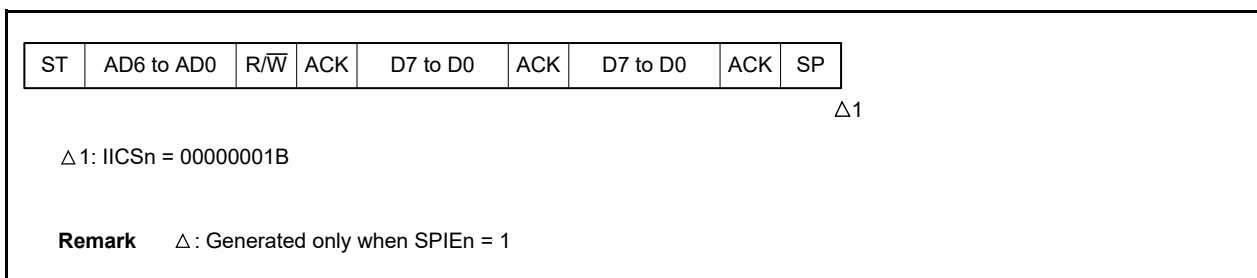 ST AD6 to AD0 R/W̅ ACK D7 to D0 ACK D7 to D0 ACK SP
△1
△1: IICSn = 00000001B
Remark △: Generated only when SPIEn = 1